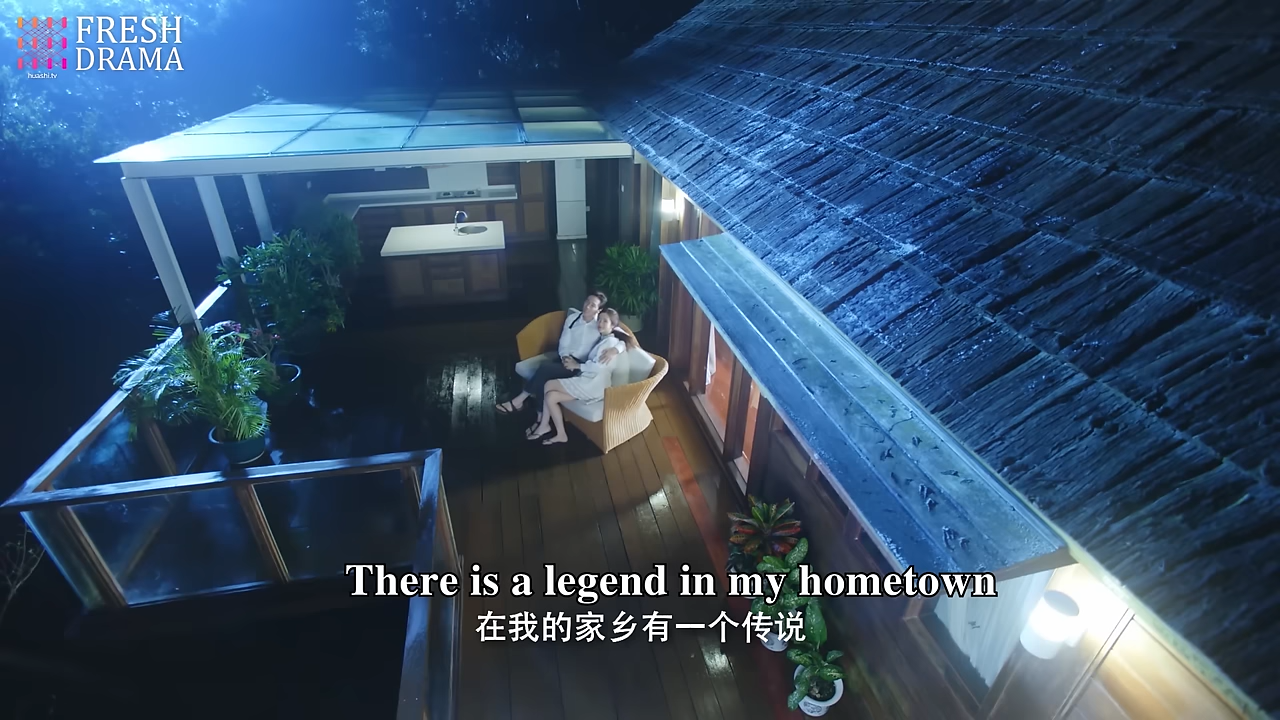 FRESH
DRAMA
huashi.tv
There is a legend in my hometown
在我的家乡有一个传说